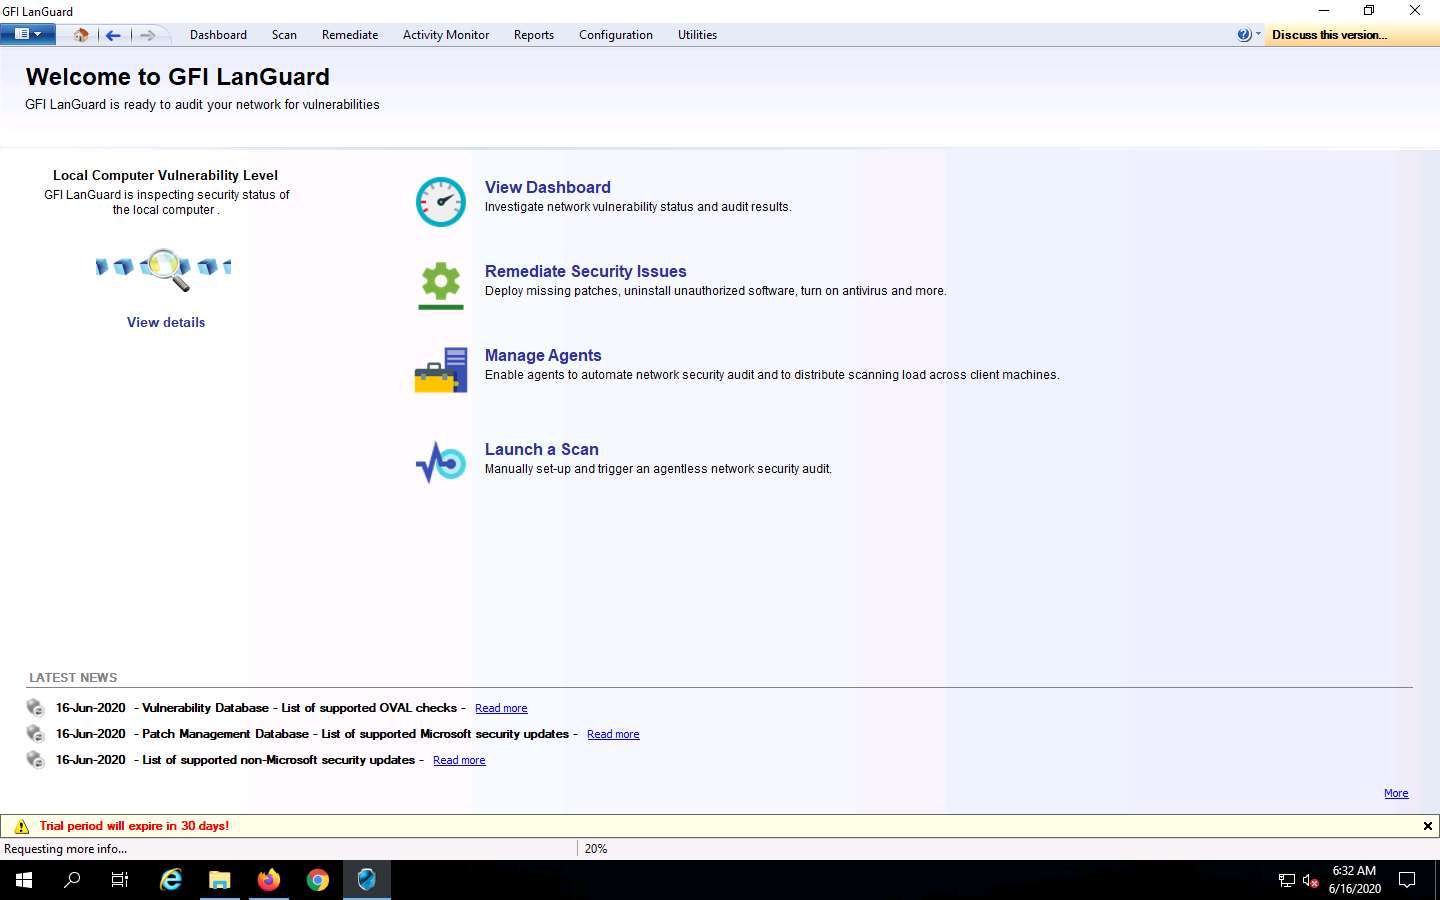 GFI LanGuard
Dashboard Scan Remediate Activity Monitor Reports Configuration Utilities Discuss this version...
Welcome to GFI LanGuard
GFI LanGuard is ready to audit your network for vulnerabilities
Local Computer Vulnerability Level
GFI LanGuard is inspecting security status of
the local computer .
View details
View Dashboard
Investigate network vulnerability status and audit results.
Remediate Security Issues
Deploy missing patches, uninstall unauthorized software, turn on antivirus and more.
Manage Agents
Enable agents to automate network security audit and to distribute scanning load across client machines.
Launch a Scan
Manually set-up and trigger an agentless network security audit.
LATEST NEWS
16-Jun-2020 - Vulnerability Database - List of supported OVAL checks - Read more
16-Jun-2020 - Patch Management Database - List of supported Microsoft security updates - Read more
16-Jun-2020 - List of supported non-Microsoft security updates - Read more
More
Trial period will expire in 30 days!
Requesting more info... 20%
6:32 AM
6/16/2020